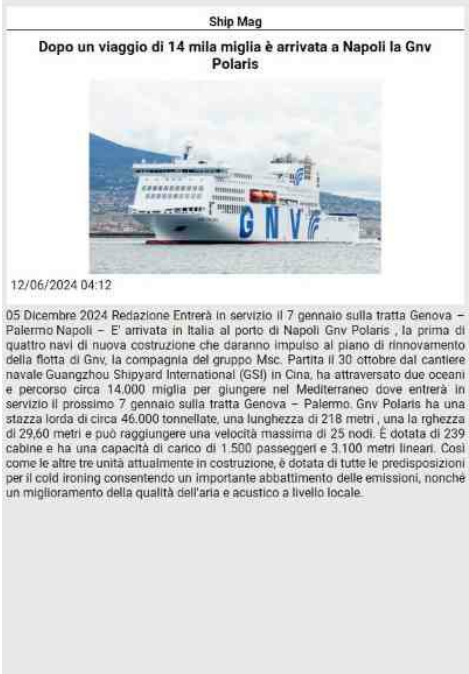 Ship Mag
Dopo un viaggio di 14 mila miglia è arrivata a Napoli la Gnv
Polaris
GNV
12/06/2024 04:12
05 Dicembre 2024 Redazione Entrerà in servizio il 7 gennaio sulla tratta Genova –
Palermo Napoli – E' arrivata in Italia al porto di Napoli Gnv Polaris , la prima di
quattro navi di nuova costruzione che daranno impulso al piano di rinnovamento
della flotta di Gnv, la compagnia del gruppo Msc. Partita il 30 ottobre dal cantiere
navale Guangzhou Shipyard International (GSI) in Cina, ha attraversato due oceani
e percorso circa 14.000 miglia per giungere nel Mediterraneo dove entrerà in
servizio il prossimo 7 gennaio sulla tratta Genova – Palermo. Gnv Polaris ha una
stazza lorda di circa 46.000 tonnellate, una lunghezza di 218 metri , una la rghezza
di 29,60 metri e può raggiungere una velocità massima di 25 nodi. È dotata di 239
cabine e ha una capacità di carico di 1.500 passeggeri e 3.100 metri lineari. Così
come le altre tre unità attualmente in costruzione, è dotata di tutte le predisposizioni
per il cold ironing consentendo un importante abbattimento delle emissioni, nonché
un miglioramento della qualità dell'aria e acustico a livello locale.